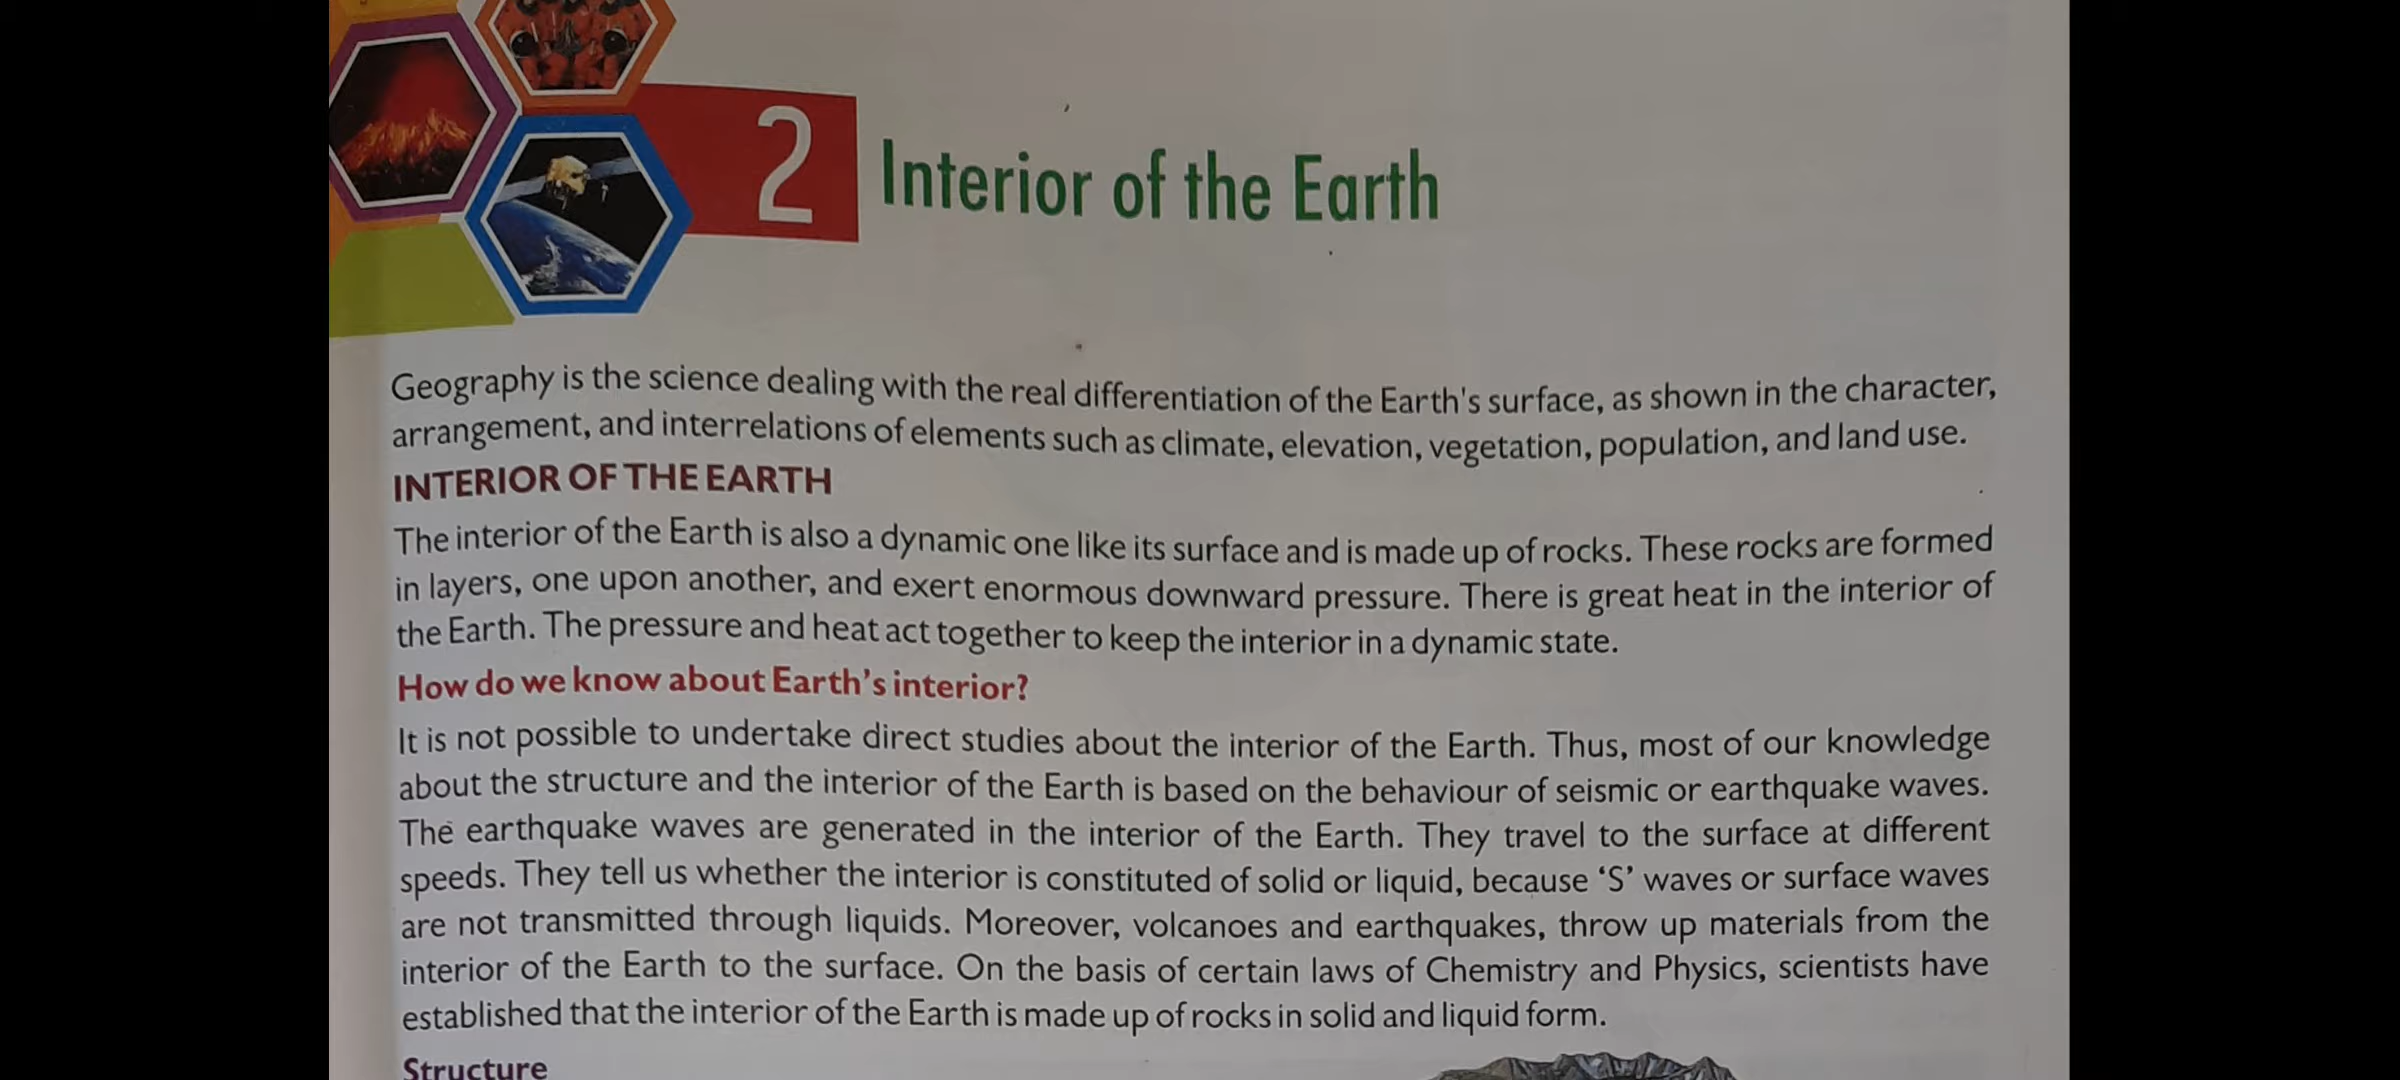 2
Interior of the Earth
Geography is the science dealing with the real differentiation of the Earth's surface, as shown in the character,
arrangement, and interrelations of elements such as climate, elevation, vegetation, population, and land use.
INTERIOR OF THE EARTH
The interior of the Earth is also a dynamic one like its surface and is made up of rocks. These rocks are formed
in layers, one upon another, and exert enormous downward pressure. There is great heat in the interior of
the Earth. The pressure and heat act together to keep the interior in a dynamic state.
How do we know about Earth's interior?
It is not possible to undertake direct studies about the interior of the Earth. Thus, most of our knowledge
about the structure and the interior of the Earth is based on the behaviour of seismic or earthquake waves.
The earthquake waves are generated in the interior of the Earth. They travel to the surface at different
speeds. They tell us whether the interior is constituted of solid or liquid, because ‘S’ waves or surface waves
are not transmitted through liquids. Moreover, volcanoes and earthquakes, throw up materials from the
interior of the Earth to the surface. On the basis of certain laws of Chemistry and Physics, scientists have
established that the interior of the Earth is made up of rocks in solid and liquid form.
Structure